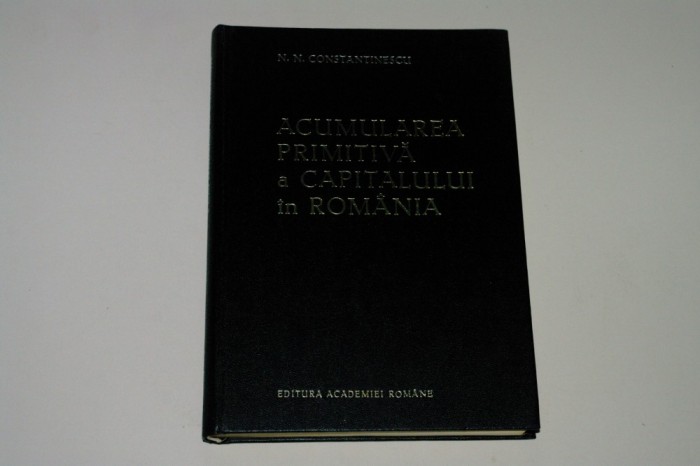 N. N. CONSTANTINESCU
ACUMULAREA
PRIMITIVĂ
a CAPITALULUI
în ROMÂNIA
EDITURA ACADEMIEI ROMÂNE